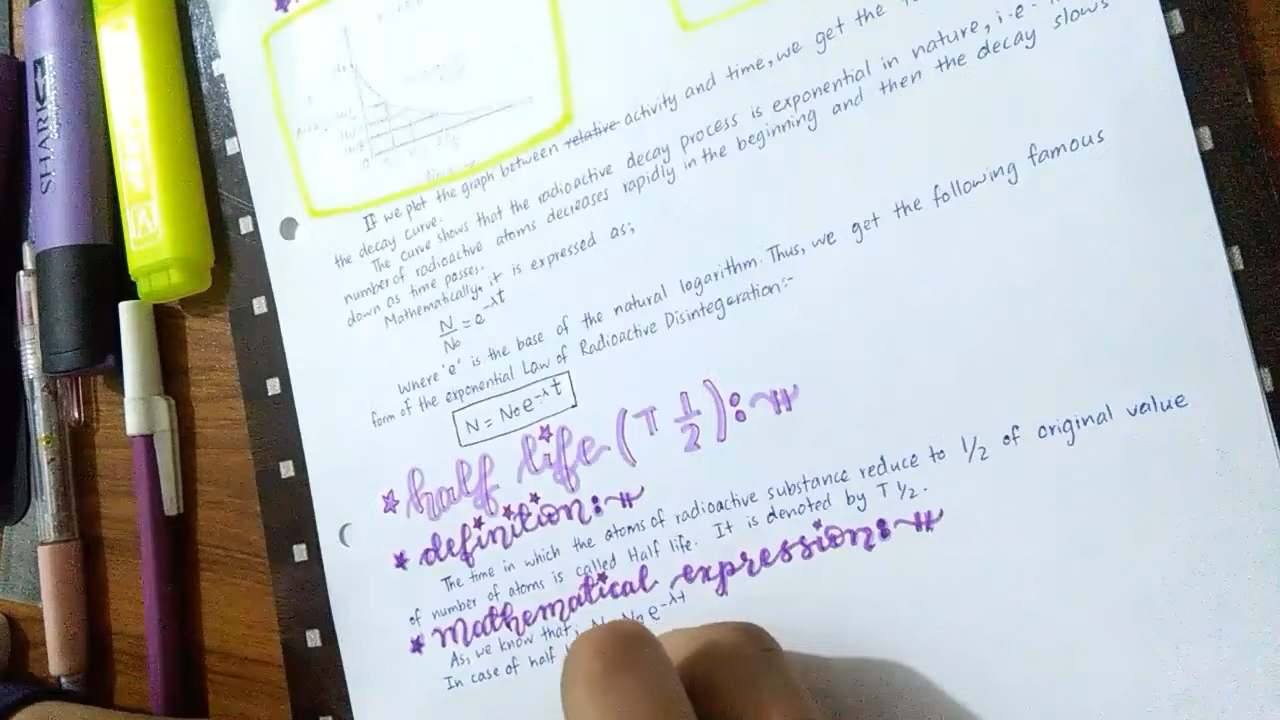 SHARK
If we plot the graph between relative activity and time, we get the
the decay curve.
The curve shows that the radioactive decay process is exponential in nature, i.e.
number of radioactive atoms decreases rapidly in the beginning and then the decay slows
down as time passes.
Mathematically, it is expressed as;
N/No = e^-λt
Where 'e' is the base of the natural logarithm. Thus, we get the following famous
form of the exponential Law of Radioactive Disintegeration:-
N = Noe^-λt
* half life (T 1/2):
* definition:
The time in which the atoms of radioactive substance reduce to 1/2 of original value
of number of atoms is called Half life. It is denoted by T 1/2.
* mathematical expression:
As, we know that; N No e^-λt
In case of half